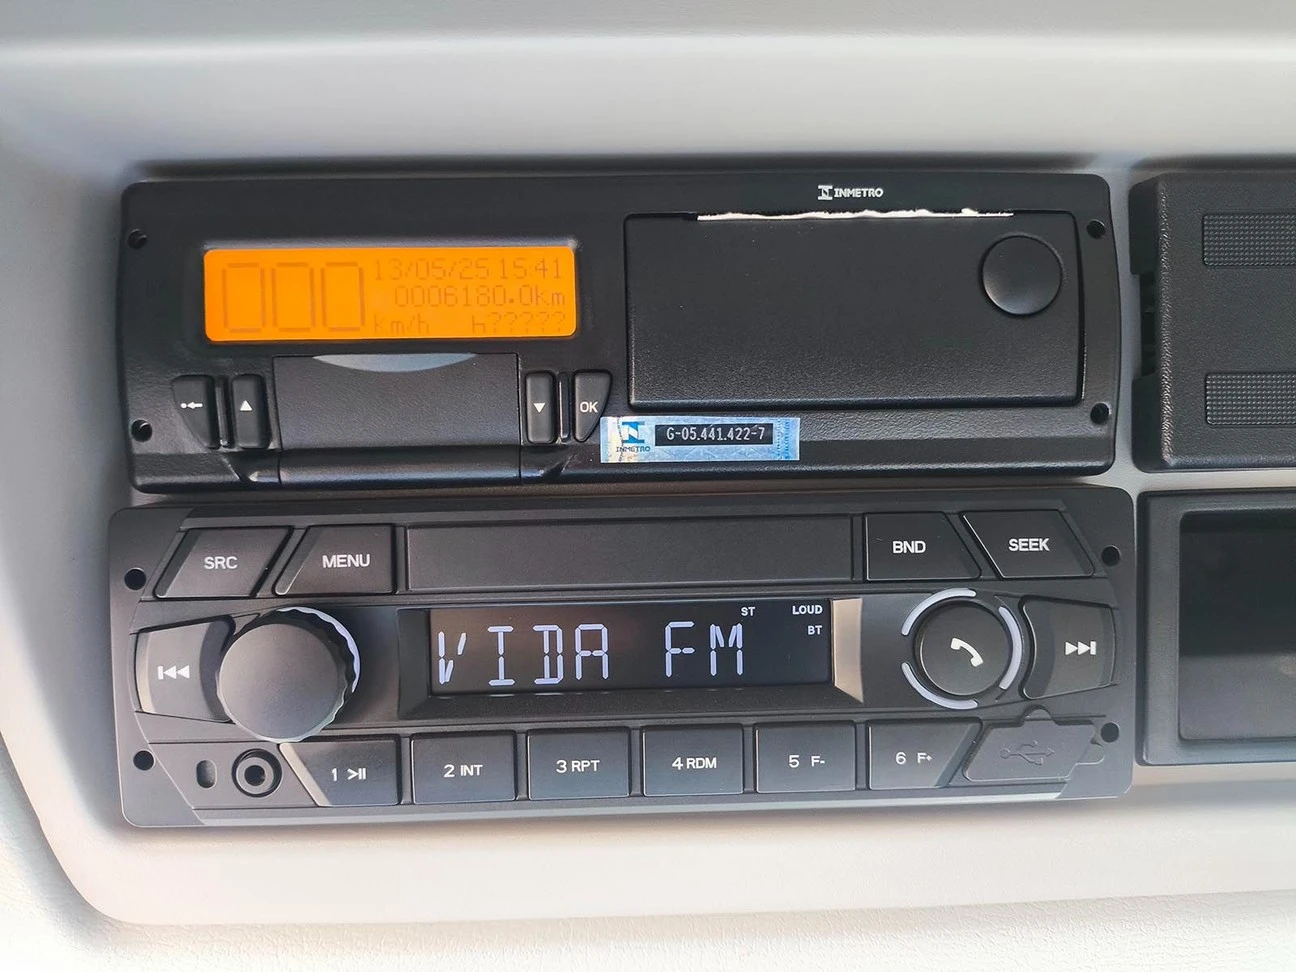 INMETRO
000 13/05/25 15:41
0006180.0km
km/h h?????
OK
INMETRO G-05.441.422-7
SRC MENU BND SEEK
ST LOUD
BT
VIDA FM
1 >II 2 INT 3 RPT 4 RDM 5 F- 6 F+